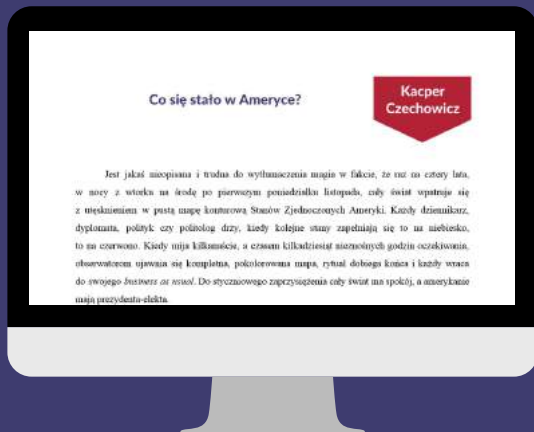 Co się stało w Ameryce?
Kacper
Czechowicz
Jest jakaś nieopisana i trudna do wytłumaczenia magia w fakcie, że raz na cztery lata,
w nocy z wtorku na środę po pierwszym poniedziałku listopada, cały świat wpatruje się
z utęsknieniem w pustą mapę konturową Stanów Zjednoczonych Ameryki. Każdy dziennikarz,
dyplomata, polityk czy politolog drży, kiedy kolejne stany zapełniają się to na niebiesko,
to na czerwono. Kiedy mija kilkanaście, a czasem kilkadziesiąt nieznośnych godzin oczekiwania,
obserwatorom ujawnia się kompletna, pokolorowana mapa, rytuał dobiega końca i każdy wraca
do swojego business as usual. Do styczniowego zaprzysiężenia cały świat ma spokój, a amerykanie
mają prezydenta-elekta.